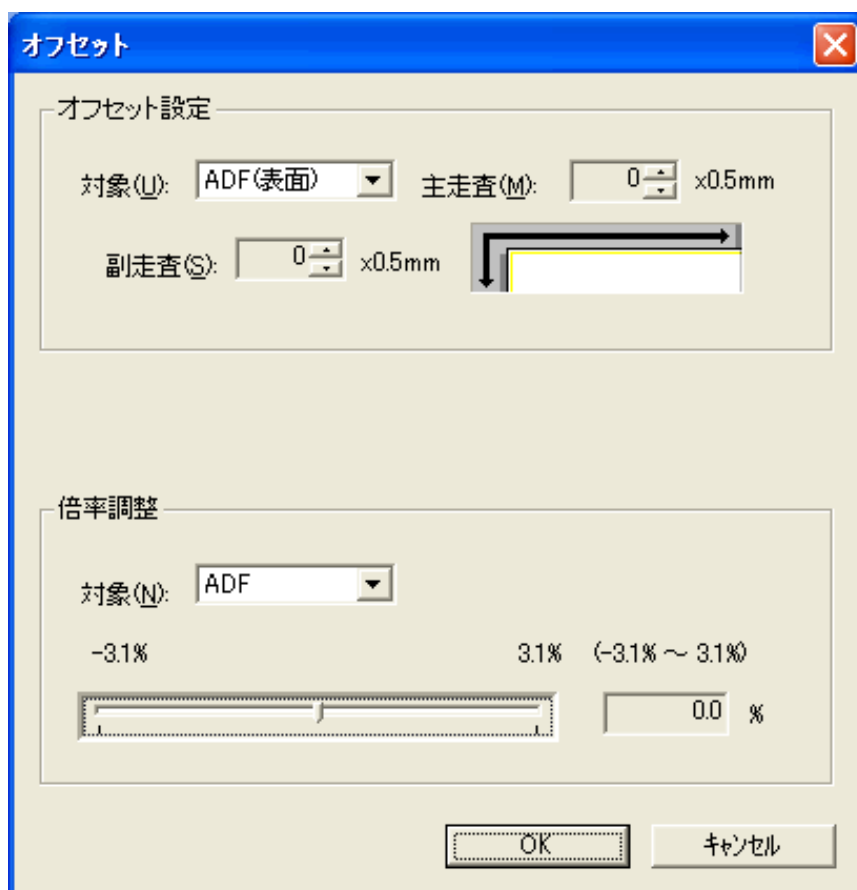 オフセット
オフセット設定
対象(U): ADF(表面) 主走査(M): 0 x0.5mm
副走査(S): 0 x0.5mm
倍率調整
対象(N): ADF
-3.1% 3.1% (-3.1% ~ 3.1%)
0.0 %
OK キャンセル